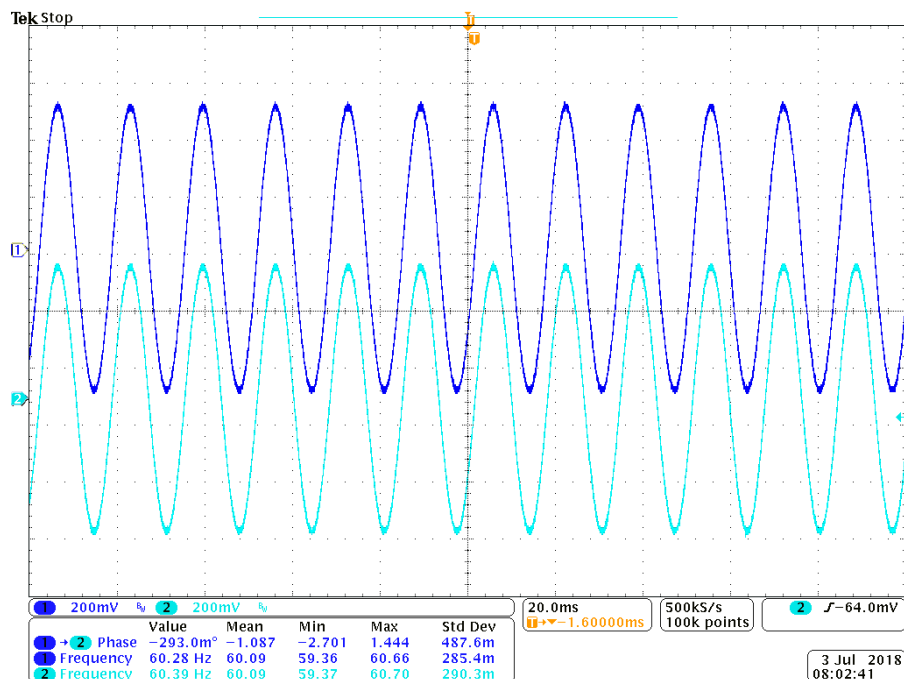 Tek Stop
T
T
1
2
1 200mV BW 2 200mV BW
20.0ms
T→▼−1.60000ms
500kS/s
100k points
2 ∫−64.0mV
Value Mean Min Max Std Dev
1 →2 Phase −293.0m° −1.087 −2.701 1.444 487.6m
1 Frequency 60.28 Hz 60.09 59.36 60.66 285.4m
2 Frequency 60.39 Hz 60.09 59.37 60.70 290.3m
3 Jul 2018
08:02:41